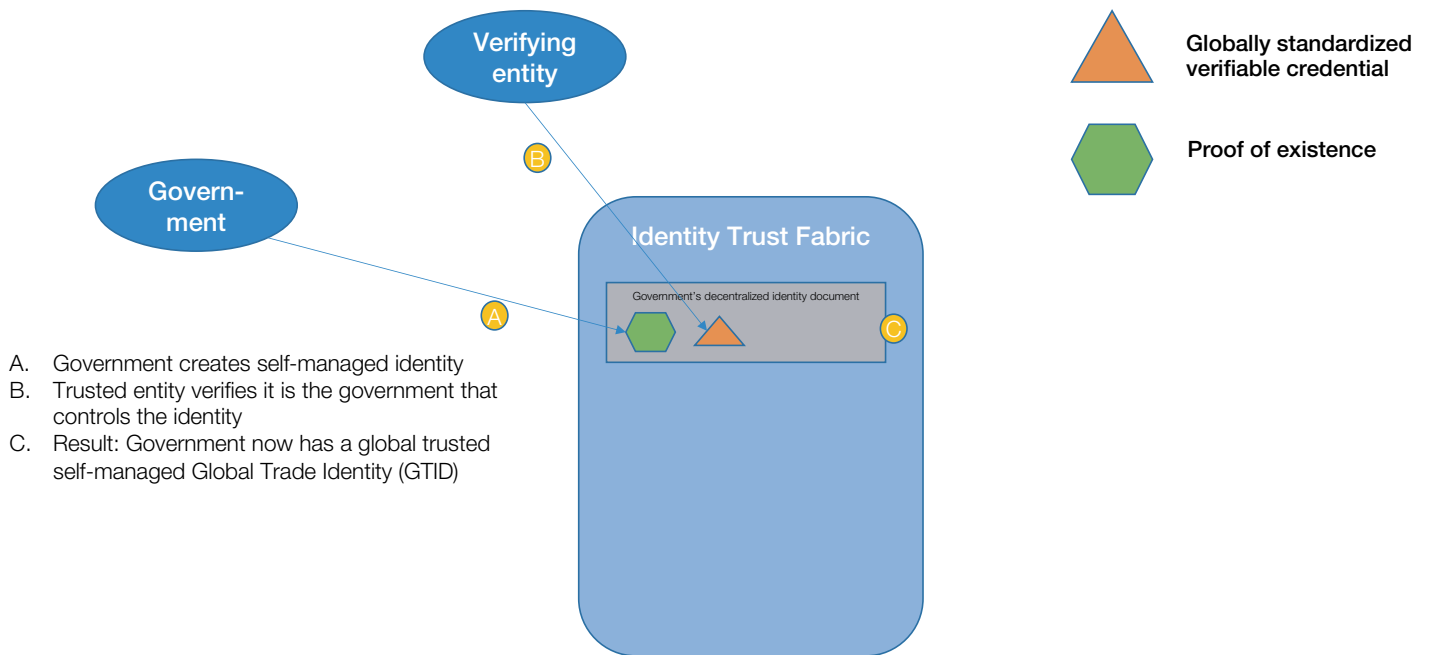 Verifying
entity
Globally standardized
verifiable credential
Proof of existence
B
Govern-
ment
Identity Trust Fabric
Government's decentralized identity document
A
C
A. Government creates self-managed identity
B. Trusted entity verifies it is the government that
controls the identity
C. Result: Government now has a global trusted
self-managed Global Trade Identity (GTID)